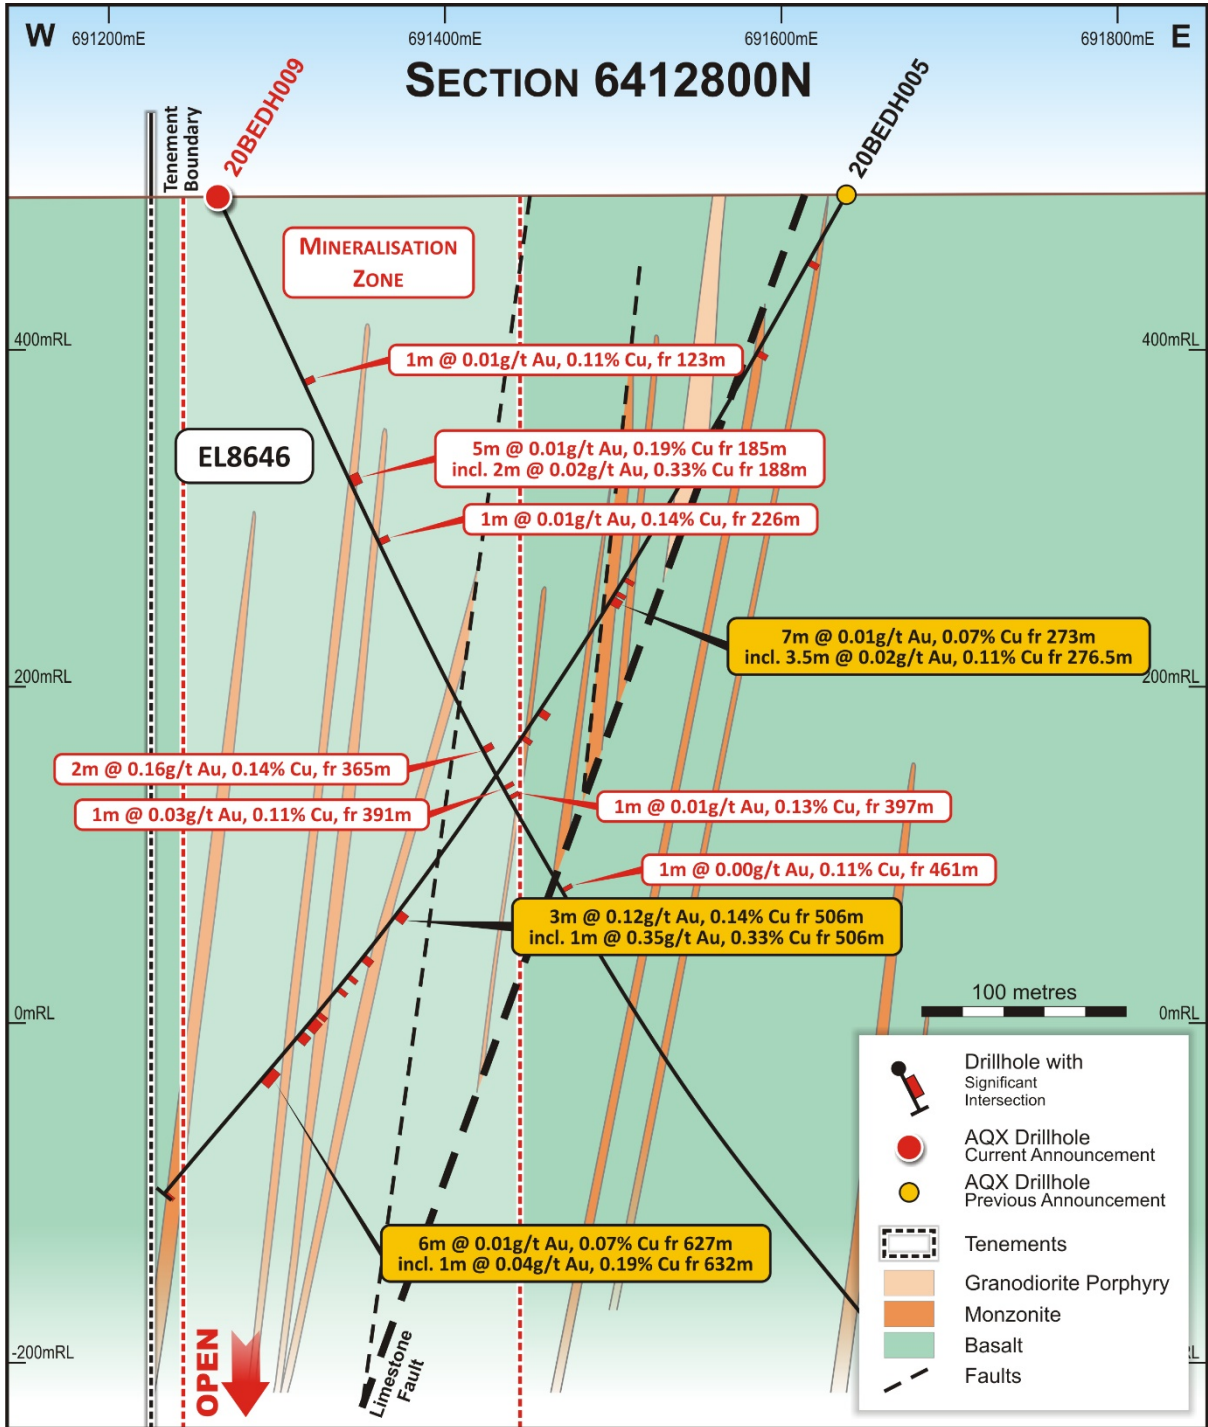 W
691200mE
691400mE
691600mE
691800mE
E
SECTION 6412800N
20BEDH009
20BEDH005
Tenement
Boundary
MINERALISATION
ZONE
400mRL
400mRL
1m @ 0.01g/t Au, 0.11% Cu, fr 123m
EL8646
5m @ 0.01g/t Au, 0.19% Cu fr 185m
incl. 2m @ 0.02g/t Au, 0.33% Cu fr 188m
1m @ 0.01g/t Au, 0.14% Cu, fr 226m
7m @ 0.01g/t Au, 0.07% Cu fr 273m
incl. 3.5m @ 0.02g/t Au, 0.11% Cu fr 276.5m
200mRL
200mRL
2m @ 0.16g/t Au, 0.14% Cu, fr 365m
1m @ 0.03g/t Au, 0.11% Cu, fr 391m
1m @ 0.01g/t Au, 0.13% Cu, fr 397m
1m @ 0.00g/t Au, 0.11% Cu, fr 461m
3m @ 0.12g/t Au, 0.14% Cu fr 506m
incl. 1m @ 0.35g/t Au, 0.33% Cu fr 506m
100 metres
0mRL
0mRL
6m @ 0.01g/t Au, 0.07% Cu fr 627m
incl. 1m @ 0.04g/t Au, 0.19% Cu fr 632m
-200mRL
OPEN
Limestone
Fault
Drillhole with
Significant
Intersection
AQX Drillhole
Current Announcement
AQX Drillhole
Previous Announcement
Tenements
Granodiorite Porphyry
Monzonite
Basalt
Faults